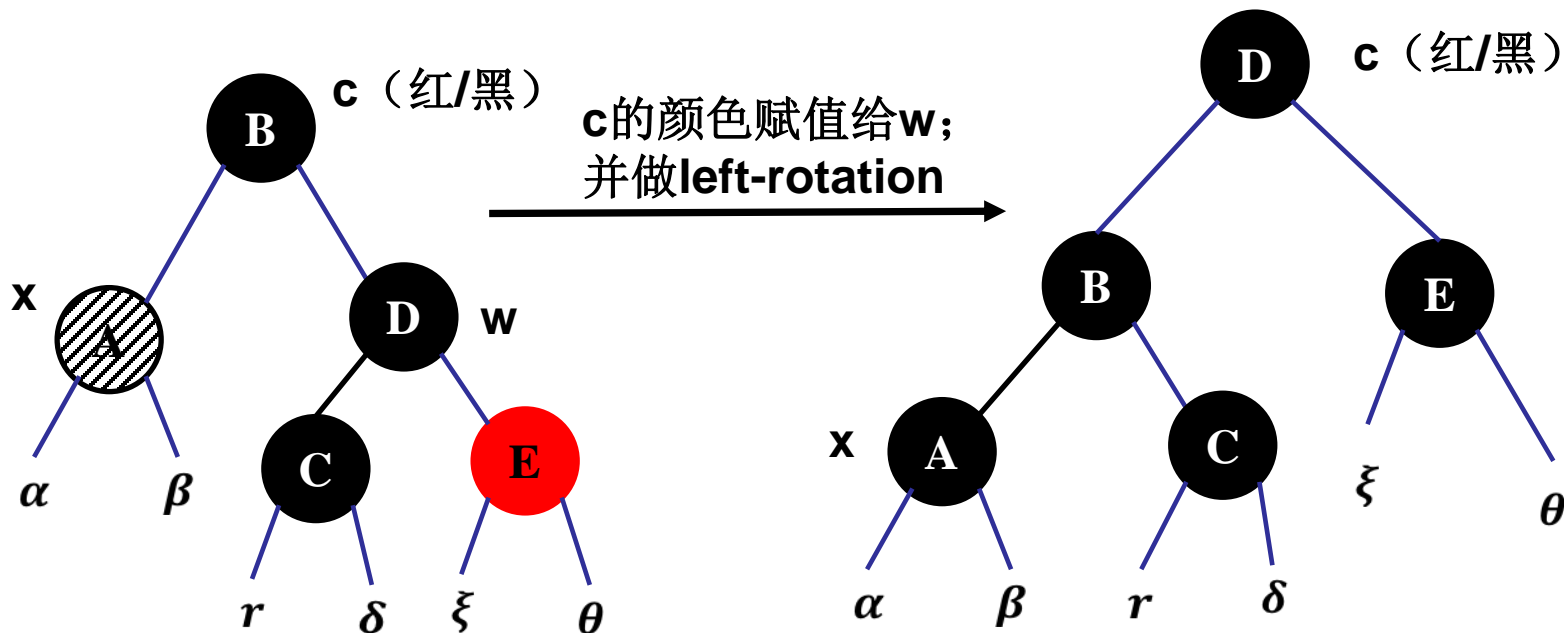 D
c（红/黑）
c（红/黑）
B
c的颜色赋值给w；
并做left-rotation
x
A
D
w
B
E
C
E
x
A
C
α
β
ξ
θ
r
δ
ξ
θ
α
β
r
δ